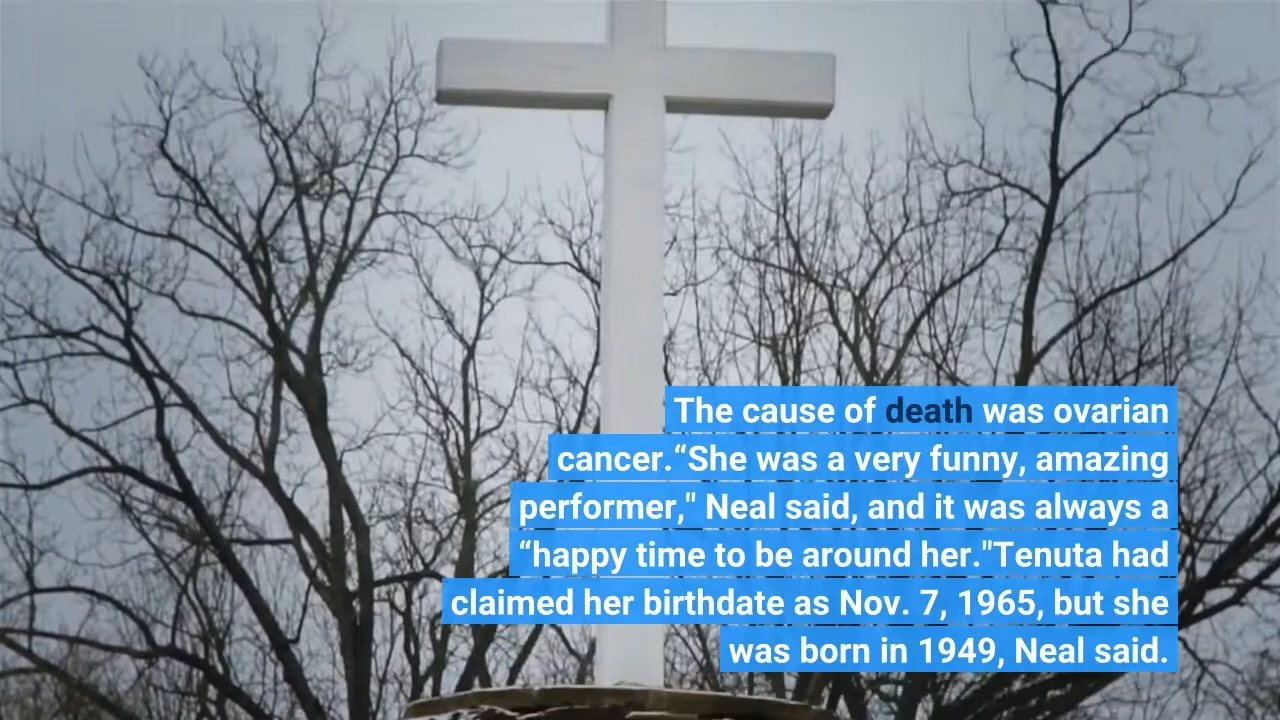 The cause of death was ovarian
cancer.“She was a very funny, amazing
performer," Neal said, and it was always a
“happy time to be around her."Tenuta had
claimed her birthdate as Nov. 7, 1965, but she
was born in 1949, Neal said.